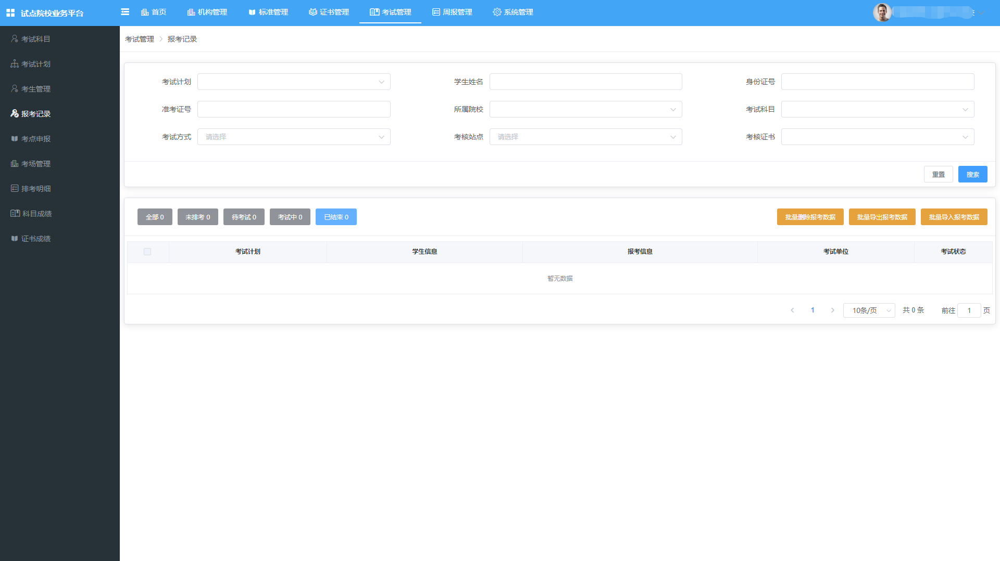 试点院校业务平台
首页
机构管理
标准管理
证书管理
考试管理
周报管理
系统管理
考试科目
考试计划
考生管理
报考记录
考点申报
考场管理
排考明细
科目成绩
证书成绩
考试管理 报考记录
考试计划
学生姓名
身份证号
准考证号
所属院校
考试科目
考试方式 请选择
考核站点 请选择
考核证书
重置 搜索
全部 0 未排考 0 待考试 0 考试中 0 已结束 0
批量删除报考数据 批量导出报考数据 批量导入报考数据
考试计划 学生信息 报考信息 考试单位 考试状态
暂无数据
1 10条/页 共 0 条 前往 1 页